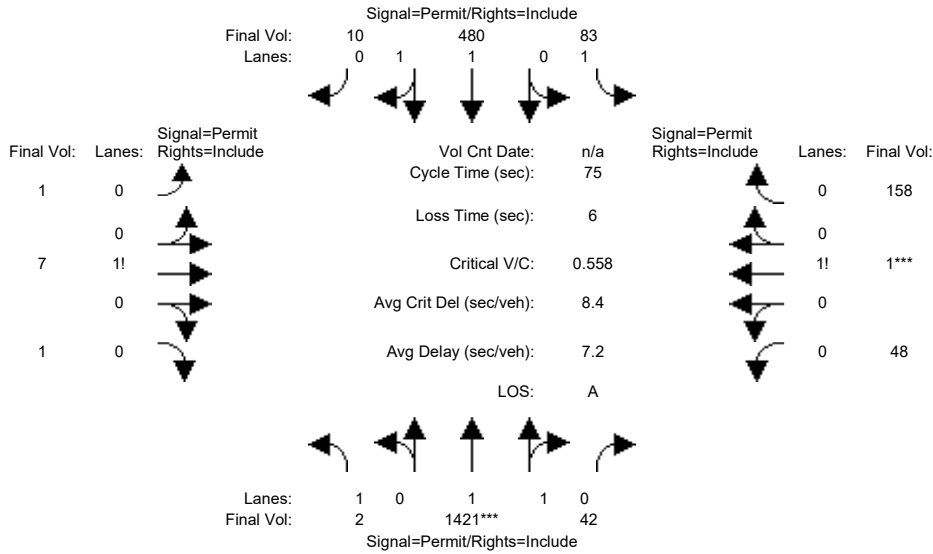 Signal=Permit/Rights=Include
Final Vol: 10 480 83
Lanes: 0 1 1 0 1
Signal=Permit Signal=Permit
Final Vol: Lanes: Rights=Include Vol Cnt Date: n/a Rights=Include Lanes: Final Vol:
Cycle Time (sec): 75
1 0 0 158
Loss Time (sec): 6
0 0
7 1! Critical V/C: 0.558 1! 1***
0 Avg Crit Del (sec/veh): 8.4 0
1 0 Avg Delay (sec/veh): 7.2 0 48
LOS: A
Lanes: 1 0 1 1 0
Final Vol: 2 1421*** 42
Signal=Permit/Rights=Include